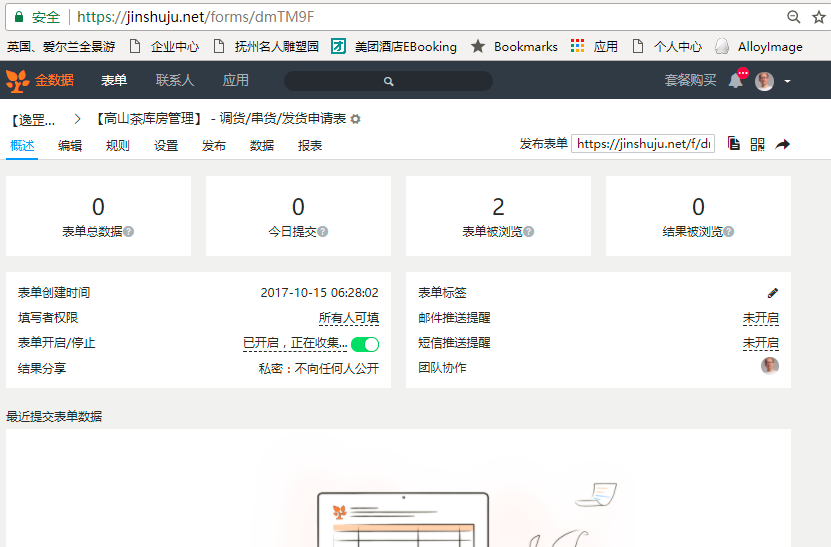 安全 https://jinshuju.net/forms/dmTM9F
英国、爱尔兰全景游 企业中心 抚州名人雕塑园 美团酒店EBooking Bookmarks 应用 个人中心 AlloyImage
金数据 表单 联系人 应用 套餐购买
【逸罡... 【高山茶库房管理】 - 调货/串货/发货申请表
概述 编辑 规则 设置 发布 数据 报表 发布表单 https://jinshuju.net/f/d
0 0 2 0
表单总数据 今日提交 表单被浏览 结果被浏览
表单创建时间 2017-10-15 06:28:02 表单标签
填写者权限 所有人可填 邮件推送提醒 未开启
表单开启/停止 已开启，正在收集... 短信推送提醒 未开启
结果分享 私密：不向任何人公开 团队协作
最近提交表单数据